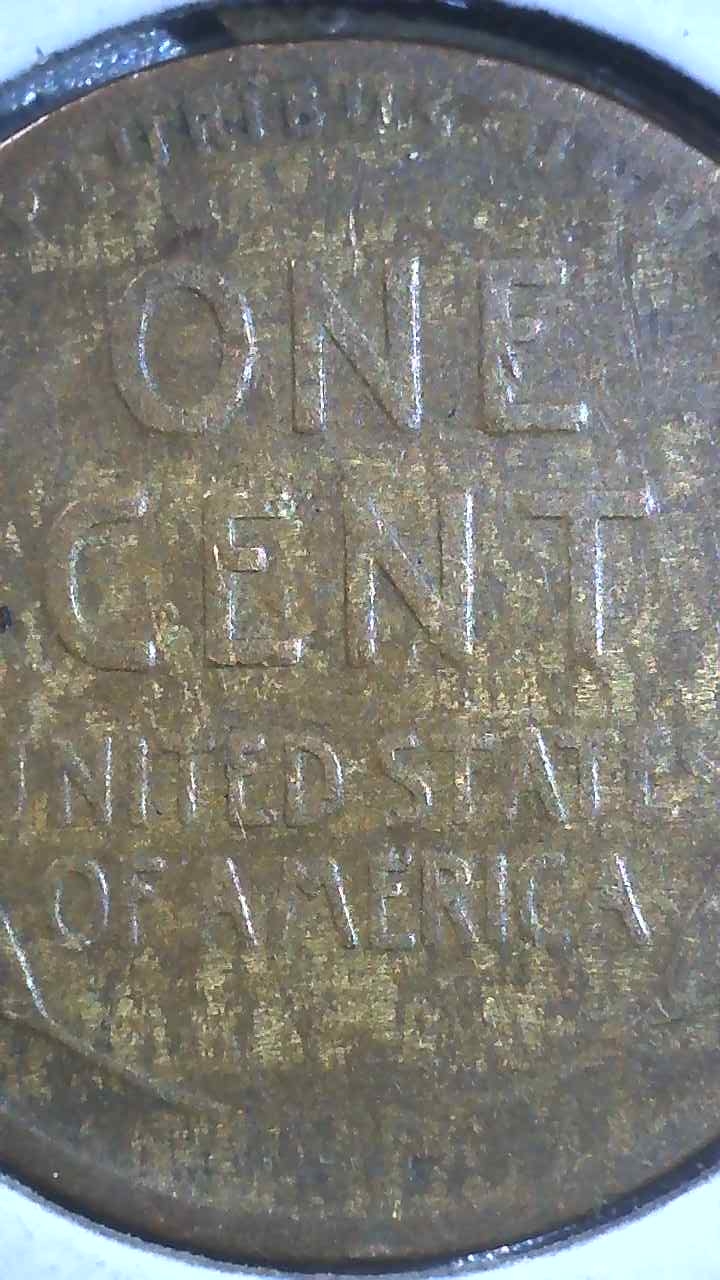 ONE
CENT
UNITED STATES
OF AMERICA